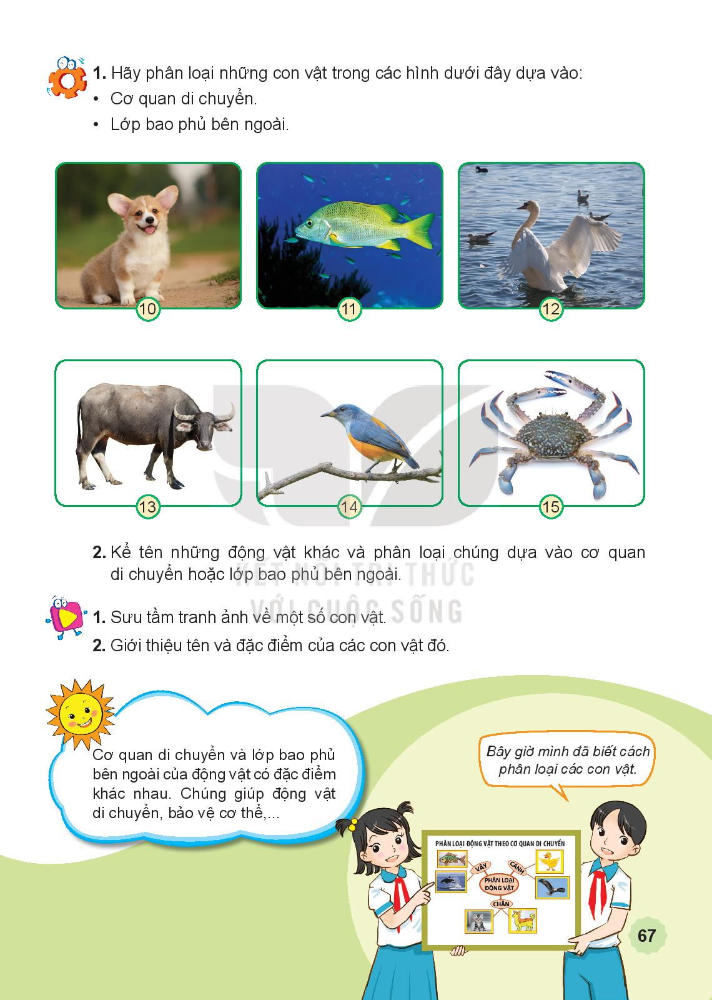 1. Hãy phân loại những con vật trong các hình dưới đây dựa vào:
• Cơ quan di chuyển.
• Lớp bao phủ bên ngoài.
10
11
12
13
14
15
2. Kể tên những động vật khác và phân loại chúng dựa vào cơ quan
di chuyển hoặc lớp bao phủ bên ngoài.
KẾT NỐI TRI THỨC
VỚI CUỘC SỐNG
1. Sưu tầm tranh ảnh về một số con vật.
2. Giới thiệu tên và đặc điểm của các con vật đó.
Cơ quan di chuyển và lớp bao phủ
bên ngoài của động vật có đặc điểm
khác nhau. Chúng giúp động vật
di chuyển, bảo vệ cơ thể,...
Bây giờ mình đã biết cách
phân loại các con vật.
PHÂN LOẠI ĐỘNG VẬT THEO CƠ QUAN DI CHUYỂN
VÂY
CÁNH
PHÂN LOẠI
ĐỘNG VẬT
CHÂN
67